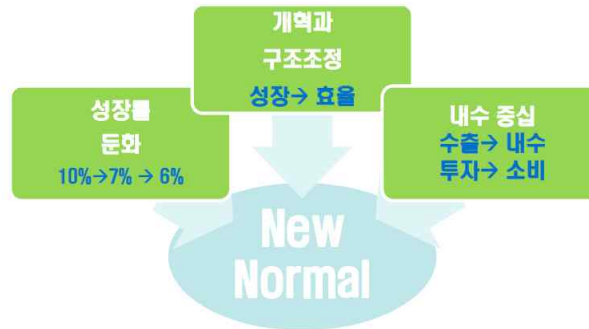 개혁과
구조조정
성장→ 효율
성장률
둔화
10%→7% → 6%
내수 중심
수출→ 내수
투자→ 소비
New
Normal